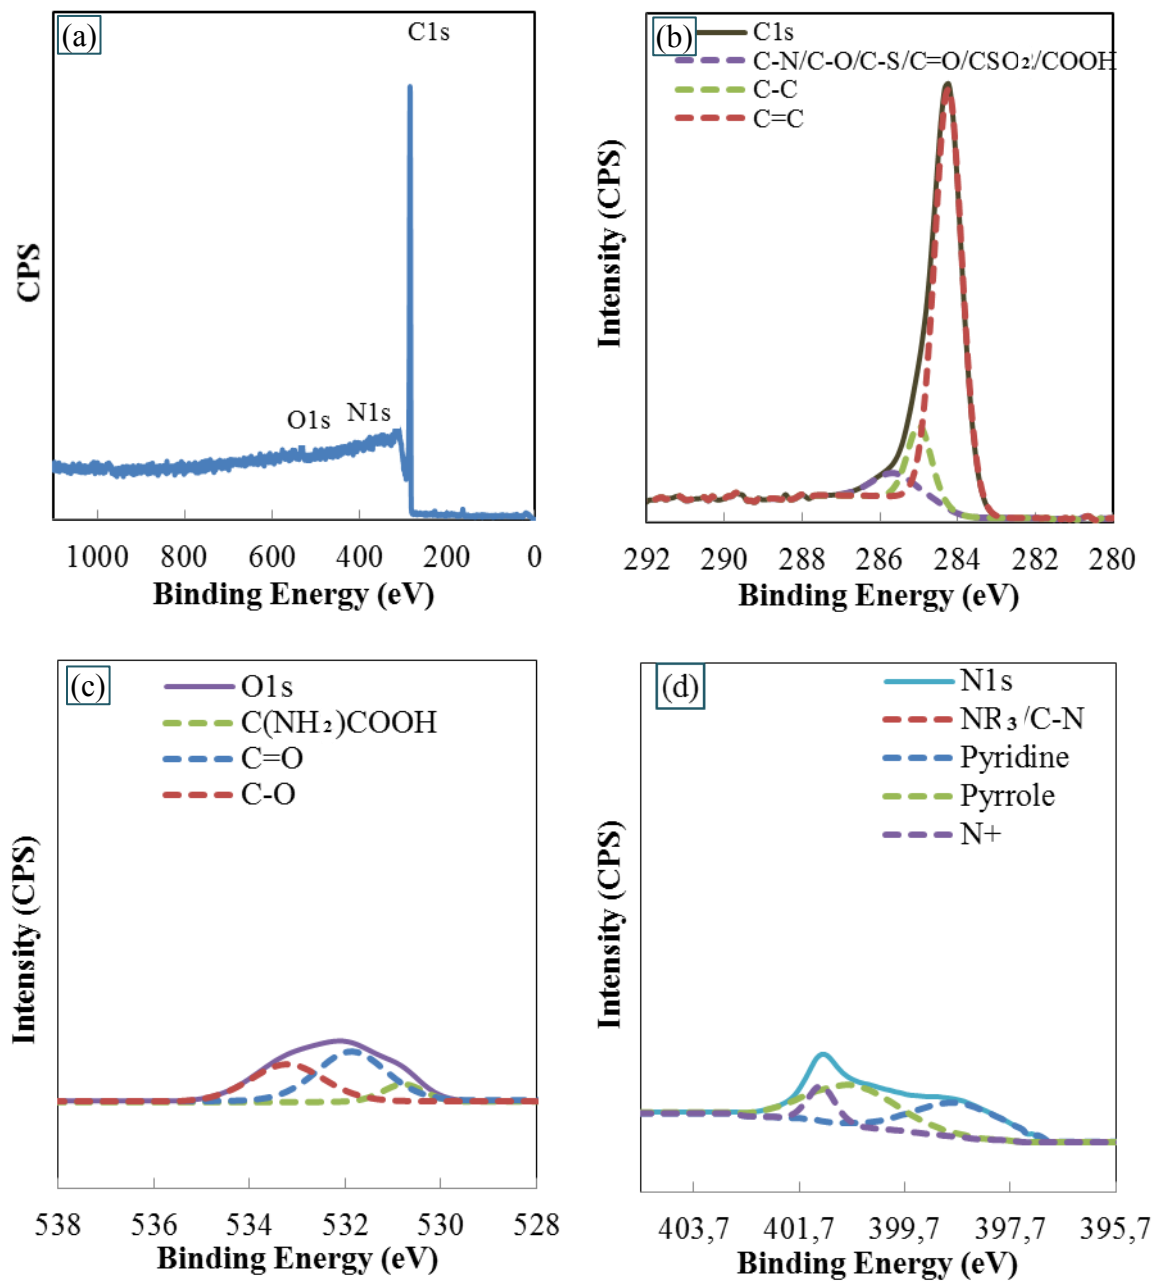 (a)
C1s
O1s
N1s
CPS
1000 800 600 400 200 0
Binding Energy (eV)
(b)
C1s
C-N/C-O/C-S/C=O/CSO₂/COOH
C-C
C=C
Intensity (CPS)
292 290 288 286 284 282 280
Binding Energy (eV)
(c)
O1s
C(NH₂)COOH
C=O
C-O
Intensity (CPS)
538 536 534 532 530 528
Binding Energy (eV)
(d)
N1s
NR₃/C-N
Pyridine
Pyrrole
N+
Intensity (CPS)
403,7 401,7 399,7 397,7 395,7
Binding Energy (eV)